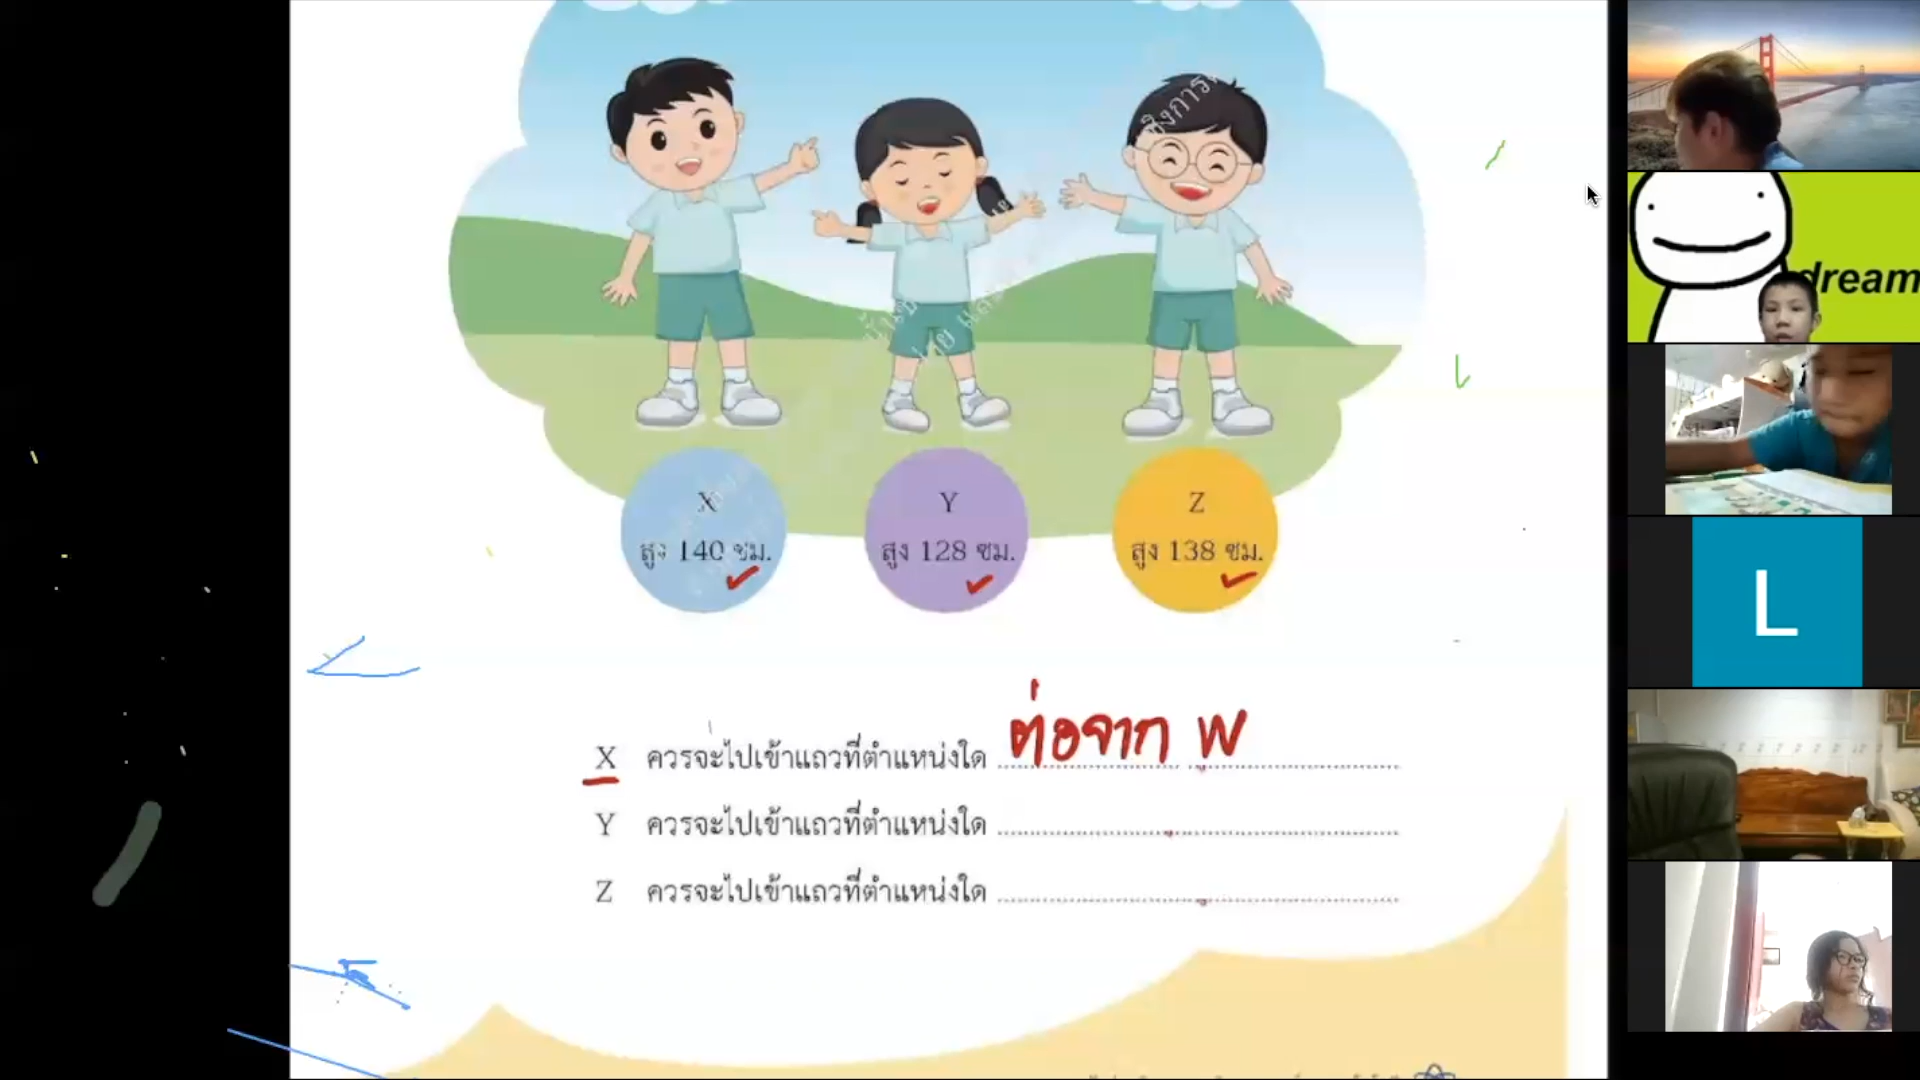 X
สูง 140 ซม.
Y
สูง 128 ซม.
Z
สูง 138 ซม.
X ควรจะไปเข้าแถวที่ตำแหน่งใด ต่อจาก W
Y ควรจะไปเข้าแถวที่ตำแหน่งใด
Z ควรจะไปเข้าแถวที่ตำแหน่งใด
dream
L